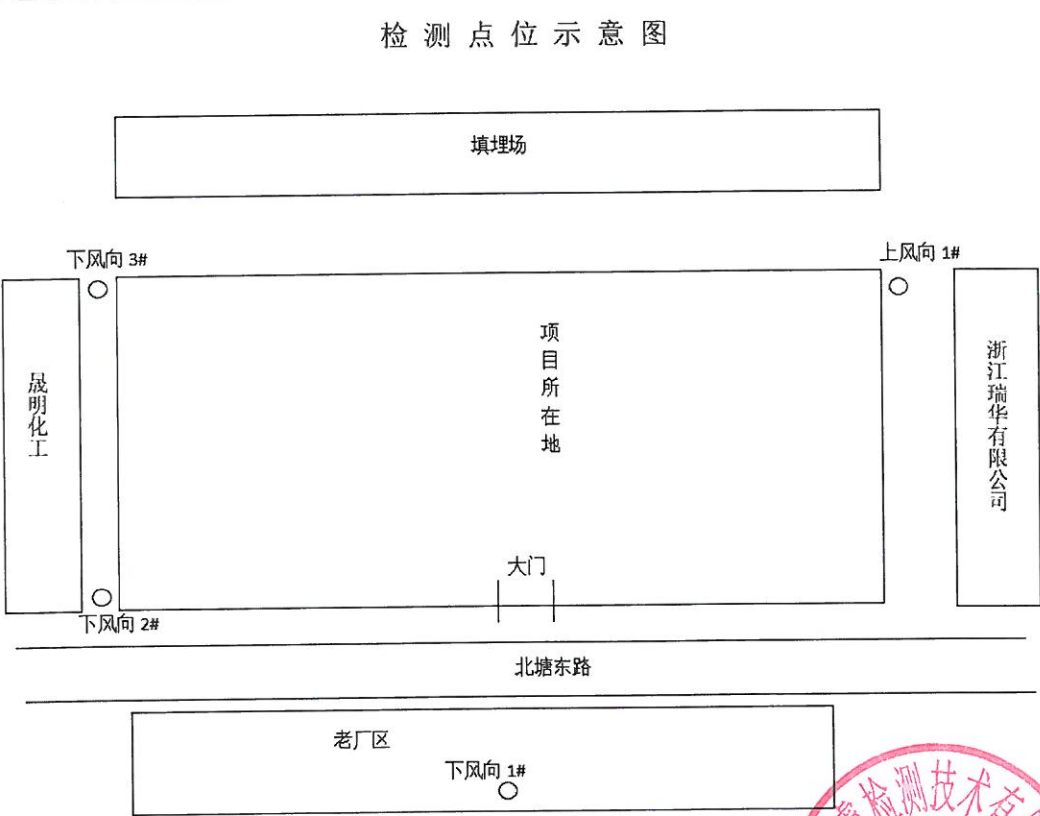 检测点位示意图
填埋场
下风向 3#
上风向 1#
项目所在地
晟明化工
浙江瑞华有限公司
大门
下风向 2#
北塘东路
老厂区
下风向 1#
检测技术有